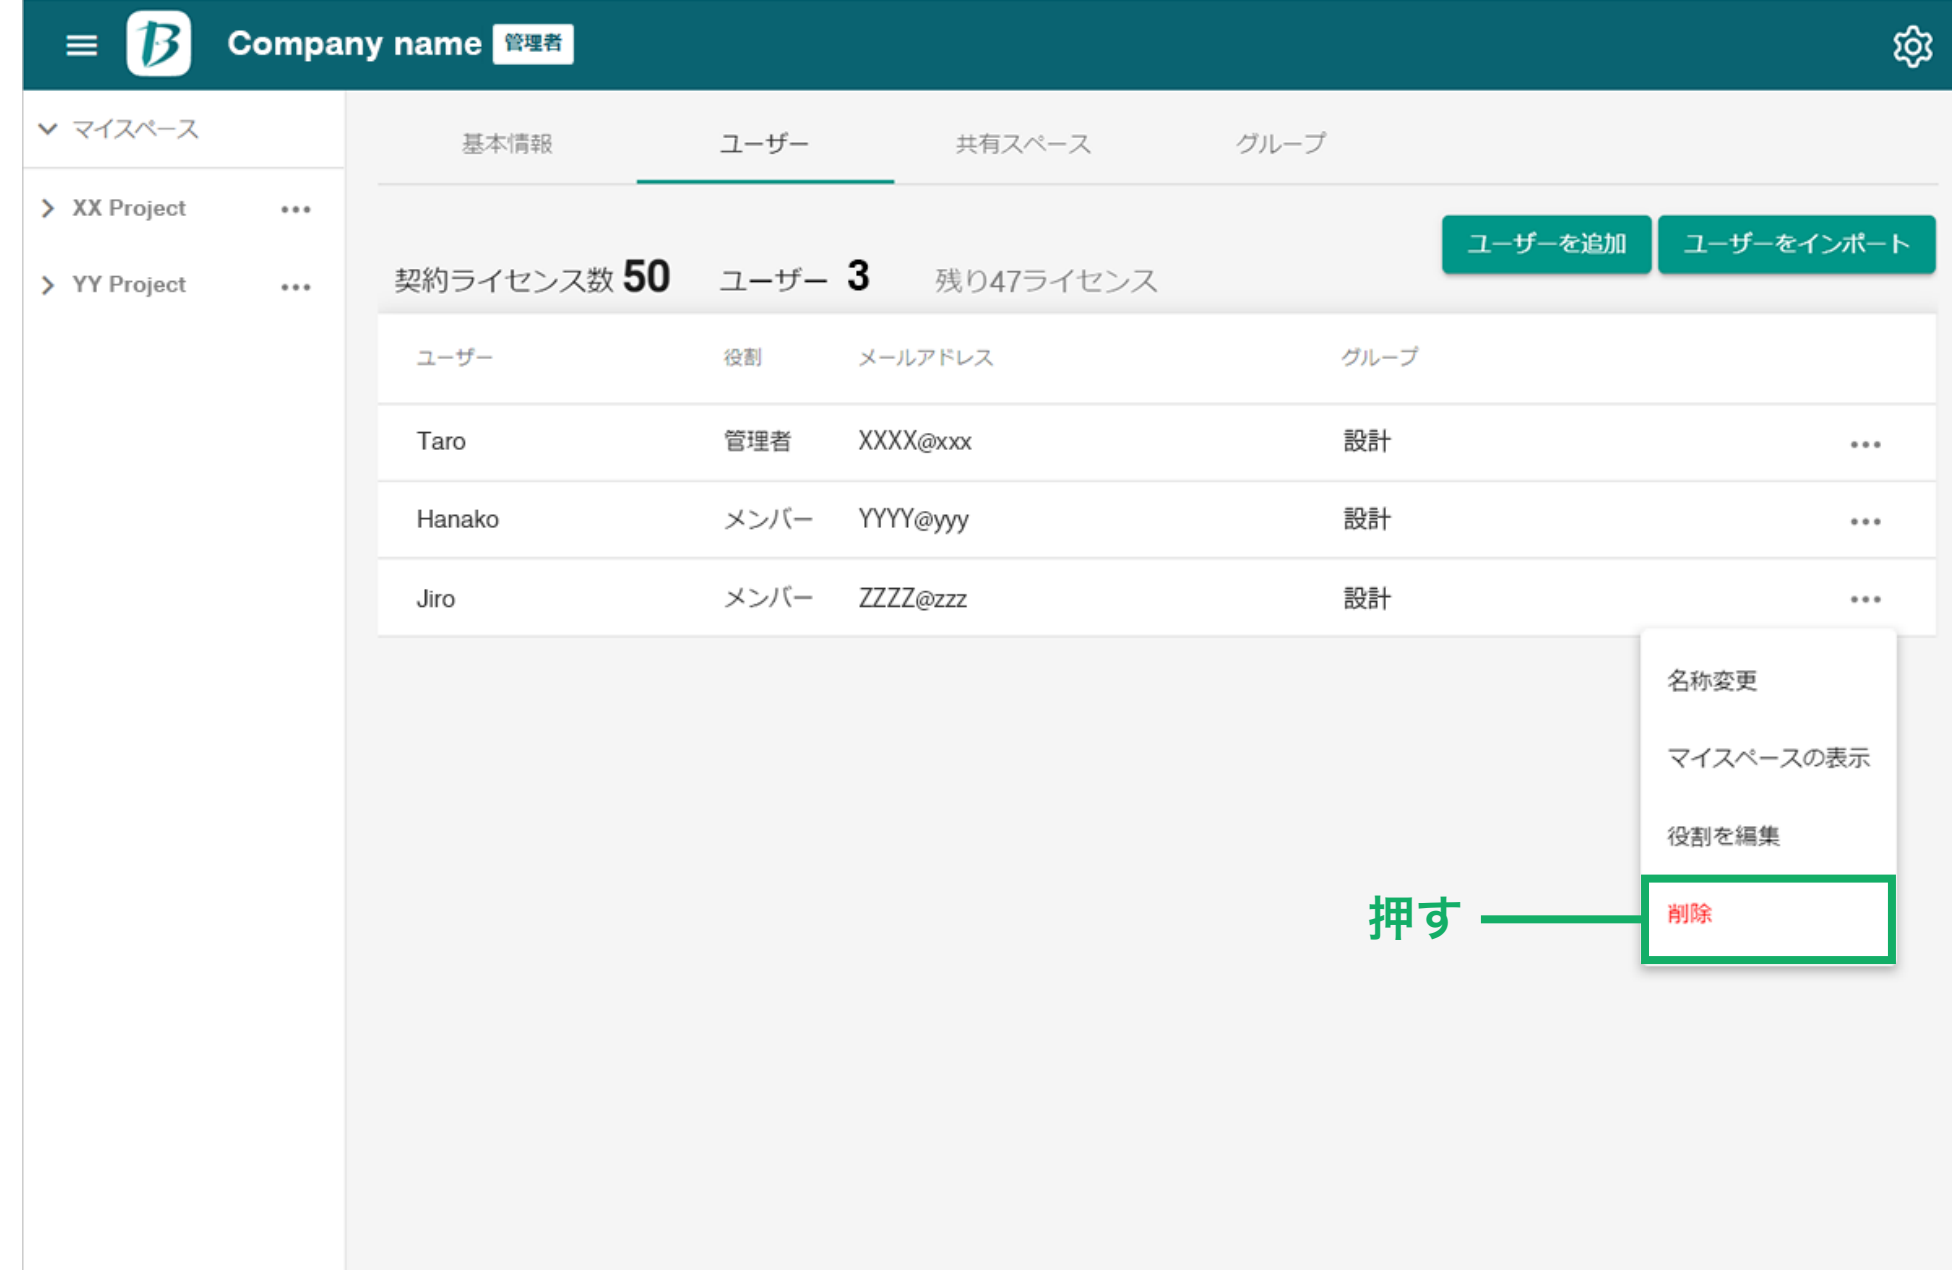 Company name 管理者
マイスペース
XX Project
YY Project
基本情報 ユーザー 共有スペース グループ
ユーザーを追加 ユーザーをインポート
契約ライセンス数 50 ユーザー 3 残り47ライセンス
ユーザー 役割 メールアドレス グループ
Taro 管理者 XXXX@xxx 設計
Hanako メンバー YYYY@yyy 設計
Jiro メンバー ZZZZ@zzz 設計
名称変更
マイスペースの表示
役割を編集
押す 削除